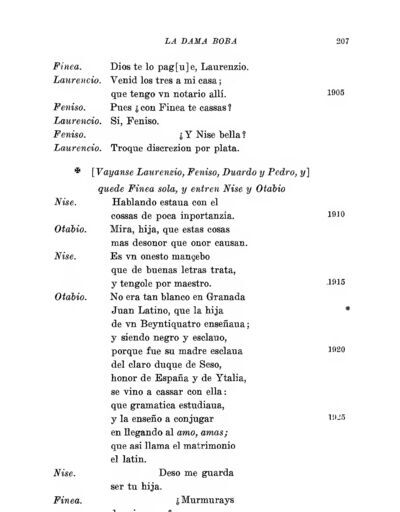 LA DAMA BOBA 207
Finea. Dios te lo pag[u]e, Laurenzio.
Laurencio. Venid los tres a mi casa;
que tengo vn notario allí. 1905
Feniso. Pues ¿con Finea te cassas?
Laurencio. Si, Feniso.
Feniso. ¿Y Nise bella?
Laurencio. Troque discrezion por plata.
✠ [Vayanse Laurenzio, Feniso, Duardo y Pedro, y]
quede Finea sola, y entren Nise y Otabio
Nise. Hablando estaua con el
cossas de poca inportanzia. 1910
Otabio. Mira, hija, que estas cosas
mas desonor que onor causan.
Nise. Es vn onesto mançebo
que de buenas letras trata,
y tengole por maestro. 1915
Otabio. No era tan blanco en Granada
Juan Latino, que la hija *
de vn Beyntiquatro enseñaua;
y siendo negro y esclauo,
porque fue su madre esclaua 1920
del claro duque de Seso,
honor de España y de Ytalia,
se vino a cassar con ella:
que gramatica estudiaua,
y la enseño a conjugar 1925
en llegando al amo, amas;
que asi llama el matrimonio
el latin.
Nise. Deso me guarda
ser tu hija.
Finea. ¿Murmurays